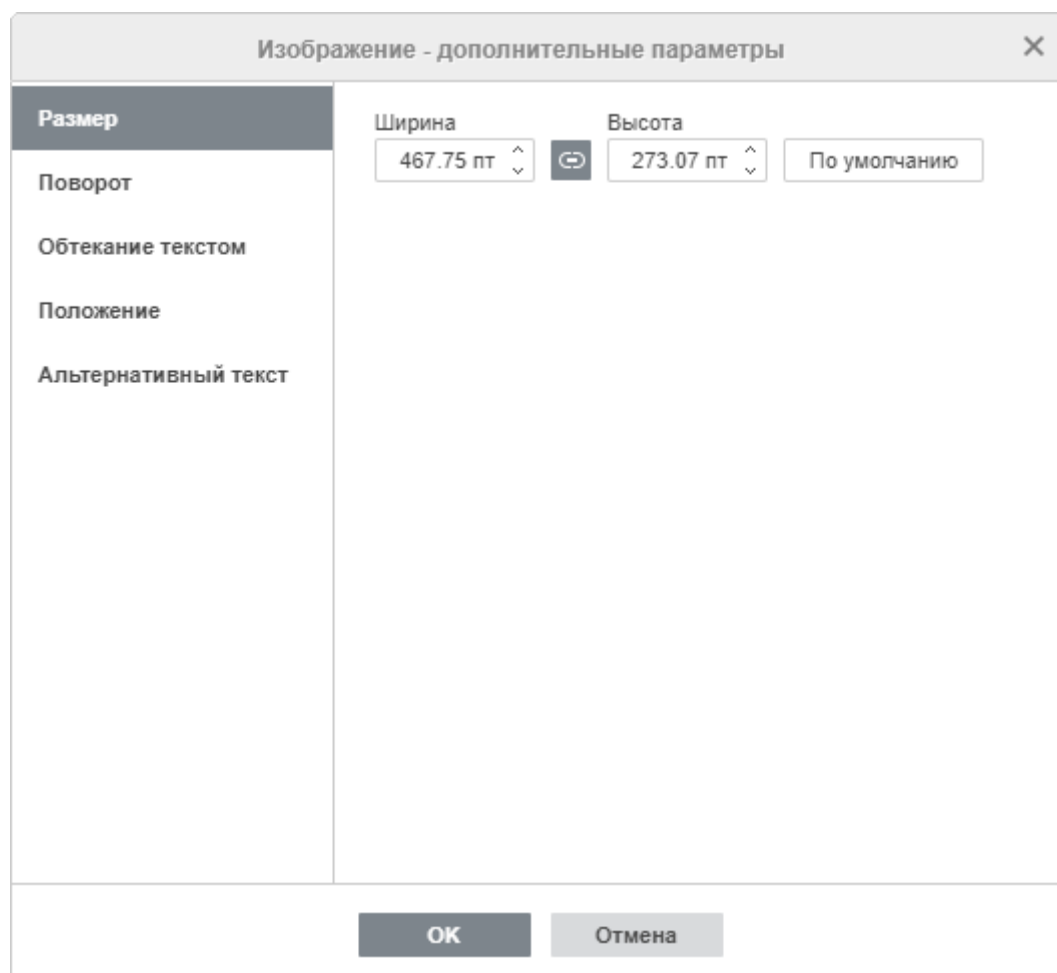 Изображение - дополнительные параметры
Размер
Ширина Высота
467.75 пт 273.07 пт По умолчанию
Поворот
Обтекание текстом
Положение
Альтернативный текст
OK Отмена